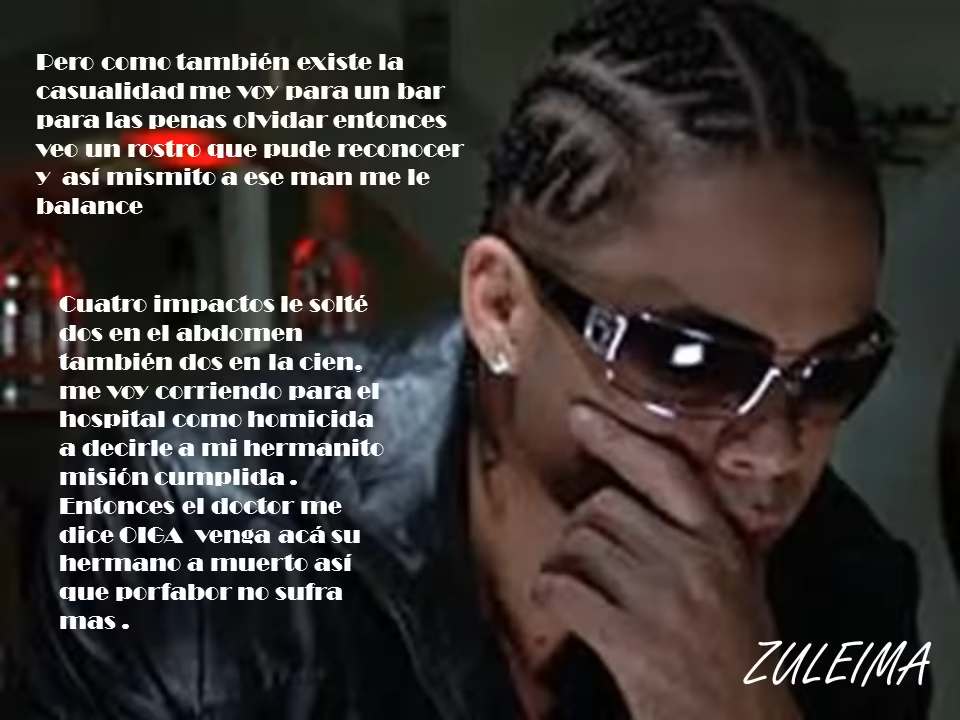 Pero como también existe la
casualidad me voy para un bar
para las penas olvidar entonces
veo un rostro que pude reconocer
y así mismito a ese man me le
balance
Cuatro impactos le solté
dos en el abdomen
también dos en la cien,
me voy corriendo para el
hospital como homicida
a decirle a mi hermanito
misión cumplida .
Entonces el doctor me
dice OIGA venga acá su
hermano a muerto así
que porfabor no sufra
mas .
ZULEIMA